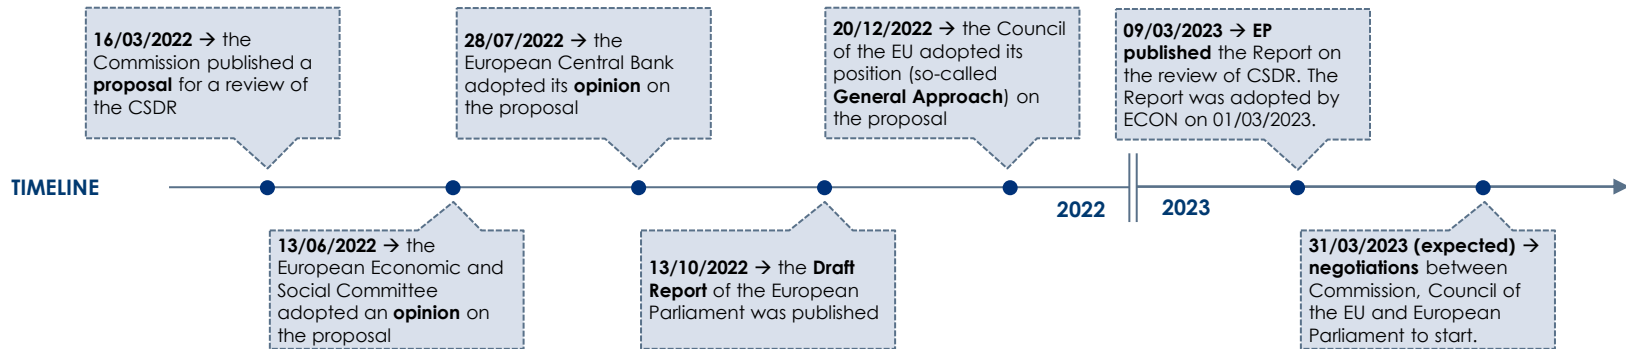 16/03/2022 → the
Commission published a
proposal for a review of
the CSDR
28/07/2022 → the
European Central Bank
adopted its opinion on
the proposal
20/12/2022 → the Council
of the EU adopted its
position (so-called
General Approach) on
the proposal
09/03/2023 → EP
published the Report on
the review of CSDR. The
Report was adopted by
ECON on 01/03/2023.
TIMELINE
2022
2023
13/06/2022 → the
European Economic and
Social Committee
adopted an opinion on
the proposal
13/10/2022 → the Draft
Report of the European
Parliament was published
31/03/2023 (expected) →
negotiations between
Commission, Council of
the EU and European
Parliament to start.